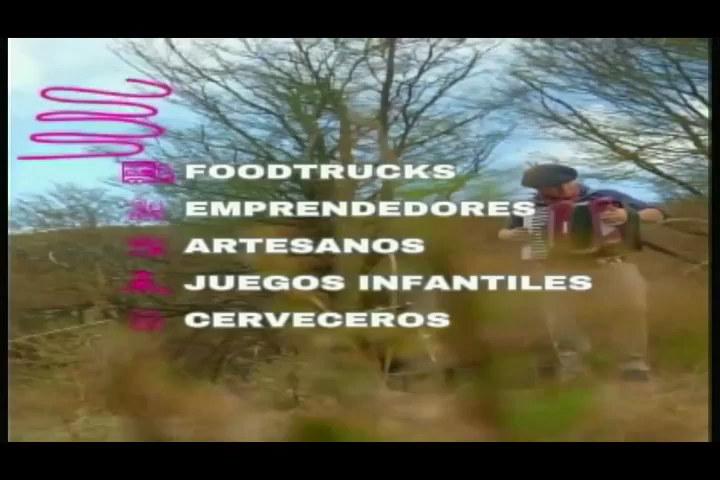 FOODTRUCKS
EMPRENDEDORES
ARTESANOS
JUEGOS INFANTILES
CERVECEROS